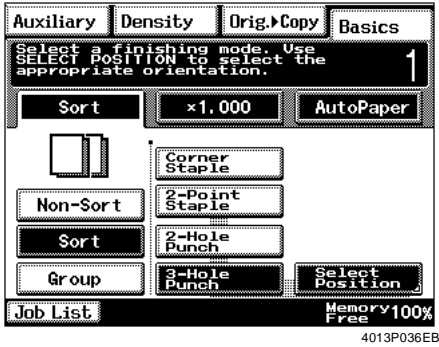 Auxiliary Density Orig.▸Copy Basics
Select a finishing mode. Use
SELECT POSITION to select the
appropriate orientation.
1
Sort ×1.000 AutoPaper
Corner
Staple
Non-Sort
2-Point
Staple
Sort
2-Hole
Punch
Group
3-Hole
Punch
Select
Position
Job List
Memory
Free 100%
4013P036EB